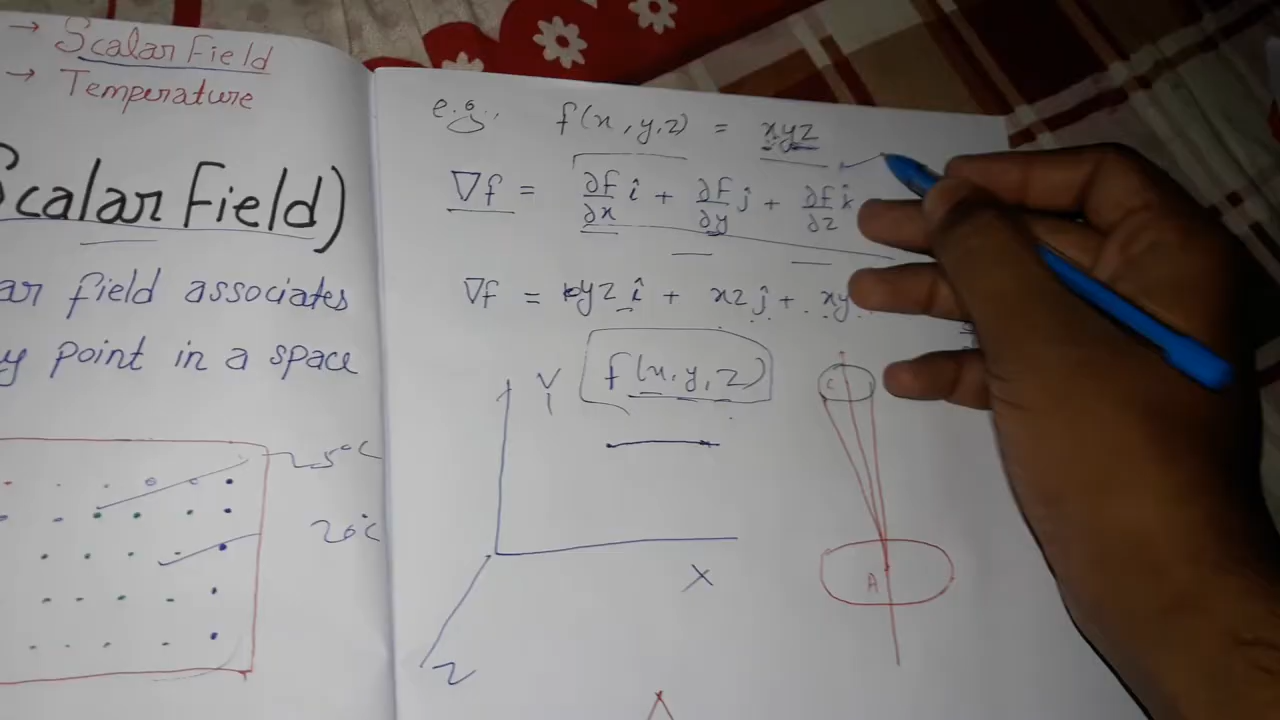 → Scalar Field
→ Temperature
Scalar Field)
ar field associates
y point in a space
25°C
20°C
e.g., f(x,y,z) = xyz
∇f = ∂f/∂x î + ∂f/∂y ĵ + ∂f/∂z k̂
∇f = yz î + xz ĵ + xy
f(x,y,z)
Y
C
X
A
Z